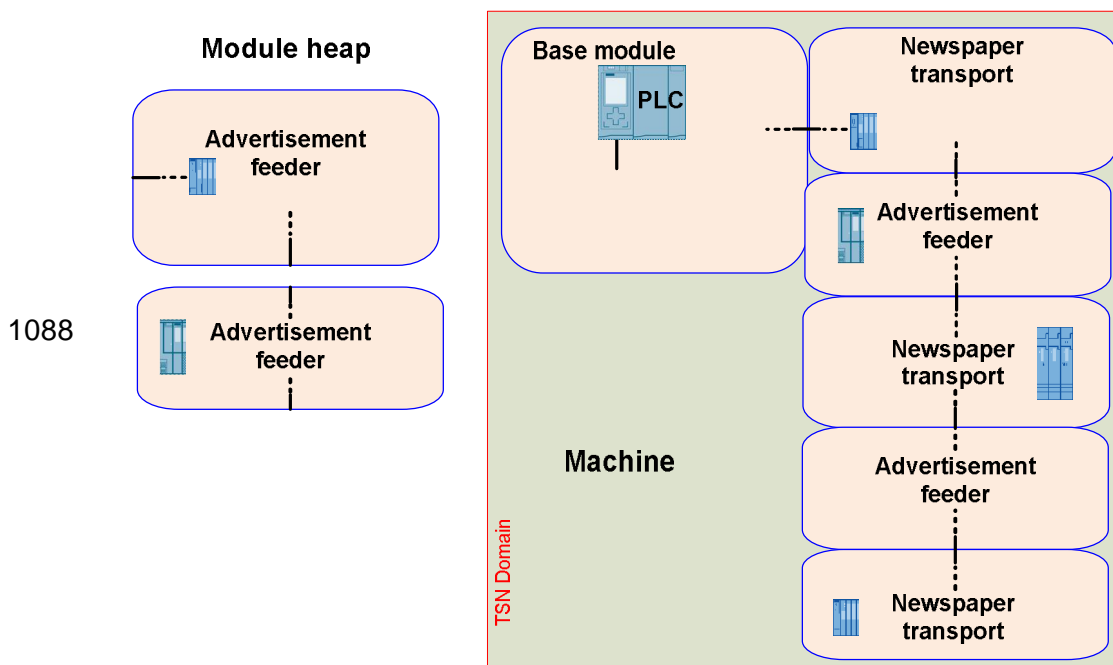 Module heap
Advertisement
feeder
Advertisement
feeder
1088
Base module
PLC
Newspaper
transport
Advertisement
feeder
Newspaper
transport
Advertisement
feeder
Newspaper
transport
Machine
TSN Domain